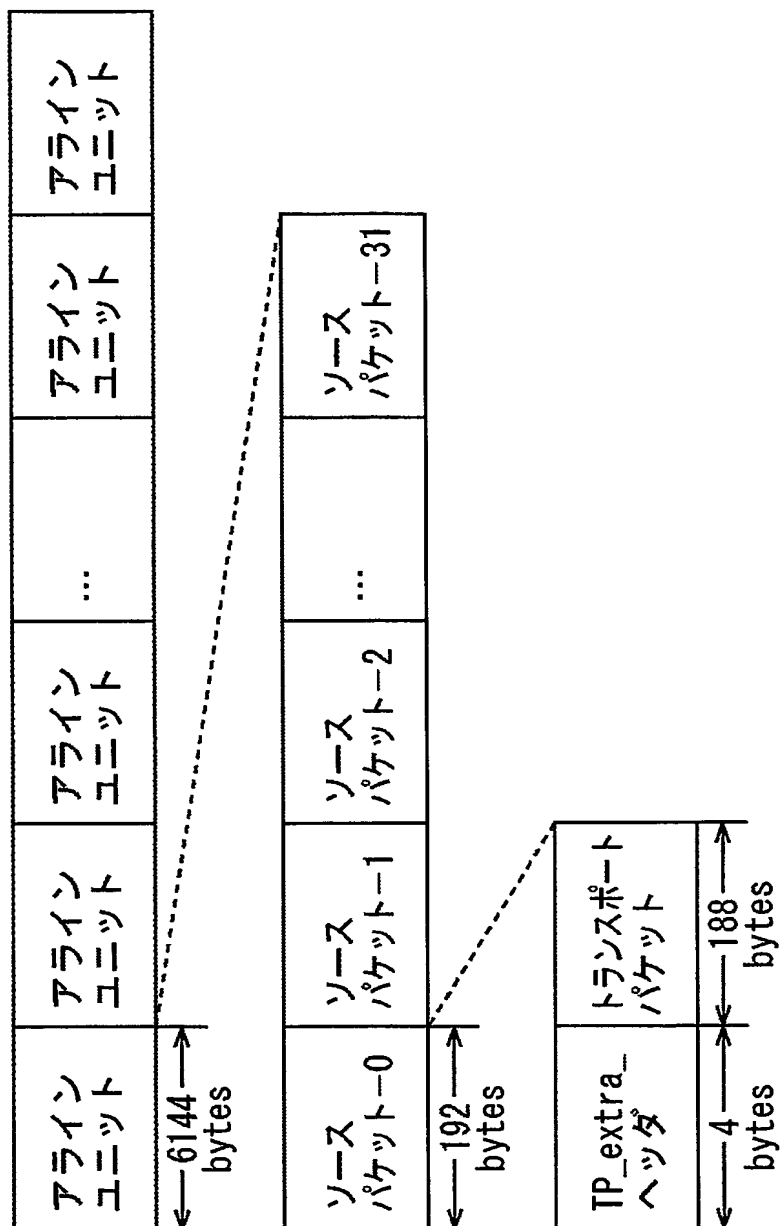 アライン
ユニット
アライン
ユニット
アライン
ユニット
...
アライン
ユニット
アライン
ユニット
6144
bytes
ソース
パケット−0
ソース
パケット−1
ソース
パケット−2
...
ソース
パケット−31
192
bytes
TP_extra_
ヘッダ
トランスポート
パケット
4
bytes
188
bytes